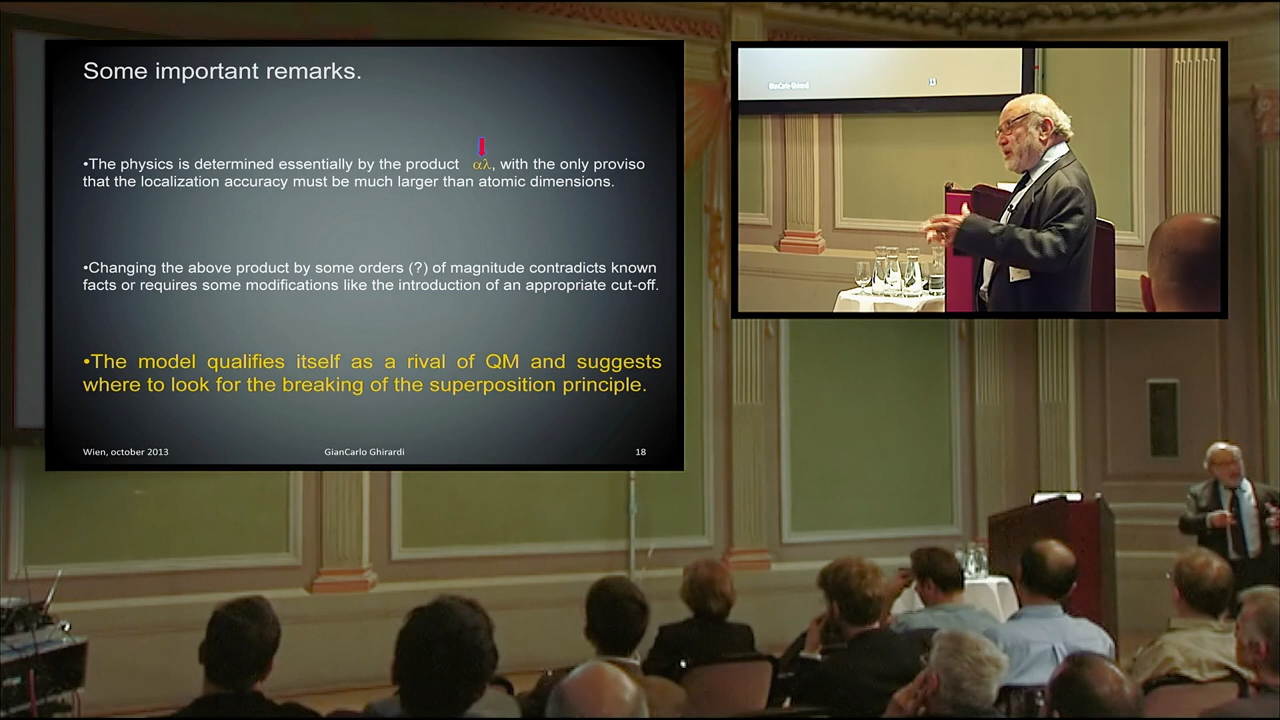 Some important remarks.
•The physics is determined essentially by the product αλ, with the only proviso
that the localization accuracy must be much larger than atomic dimensions.
•Changing the above product by some orders (?) of magnitude contradicts known
facts or requires some modifications like the introduction of an appropriate cut-off.
•The model qualifies itself as a rival of QM and suggests
where to look for the breaking of the superposition principle.
Wien, october 2013 GianCarlo Ghirardi 18
GianCarlo Ghirardi